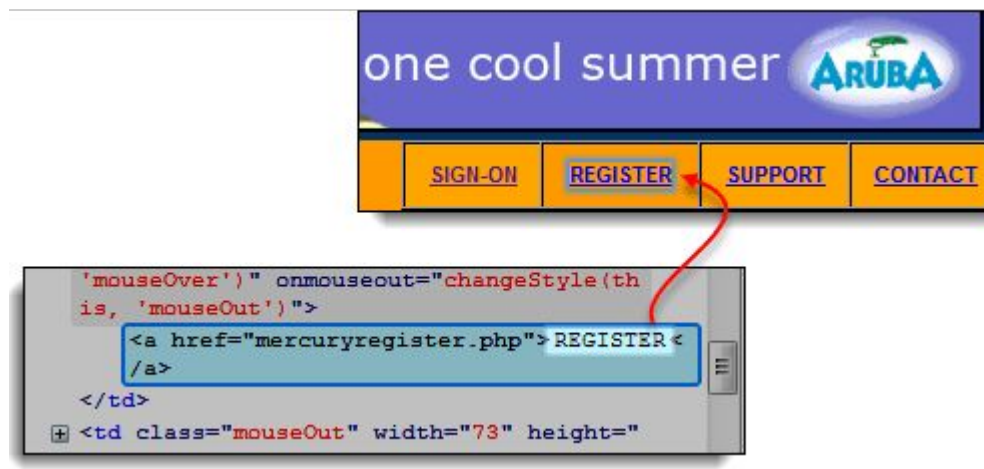 one cool summer ARUBA
SIGN-ON REGISTER SUPPORT CONTACT
'mouseOver')" onmouseout="changeStyle(th
is, 'mouseOut')">
<a href="mercuryregister.php">REGISTER<
/a>
</td>
<td class="mouseOut" width="73" height="